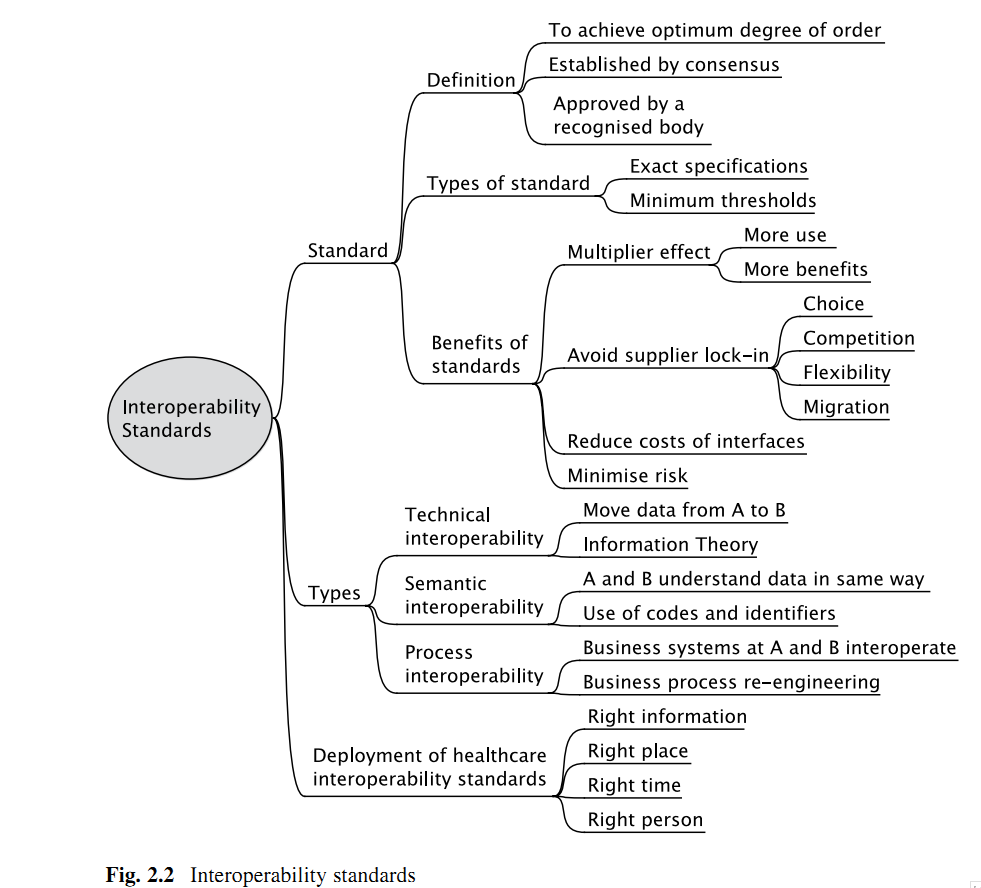 To achieve optimum degree of order
Established by consensus
Definition
Approved by a
recognised body
Exact specifications
Types of standard
Minimum thresholds
Standard
More use
Multiplier effect
More benefits
Choice
Benefits of
standards
Competition
Avoid supplier lock-in
Flexibility
Migration
Interoperability
Standards
Reduce costs of interfaces
Minimise risk
Technical
interoperability
Move data from A to B
Information Theory
Types
Semantic
interoperability
A and B understand data in same way
Use of codes and identifiers
Process
interoperability
Business systems at A and B interoperate
Business process re-engineering
Right information
Deployment of healthcare
interoperability standards
Right place
Right time
Right person
Fig. 2.2 Interoperability standards